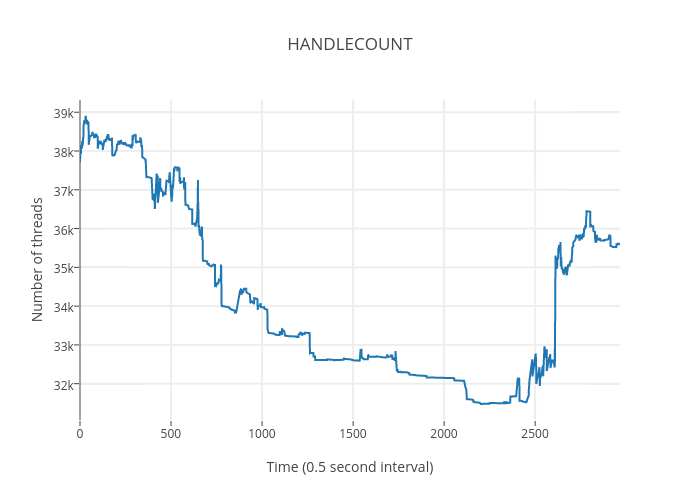 HANDLECOUNT
39k
38k
37k
36k
35k
34k
33k
32k
Number of threads
0
500
1000
1500
2000
2500
Time (0.5 second interval)